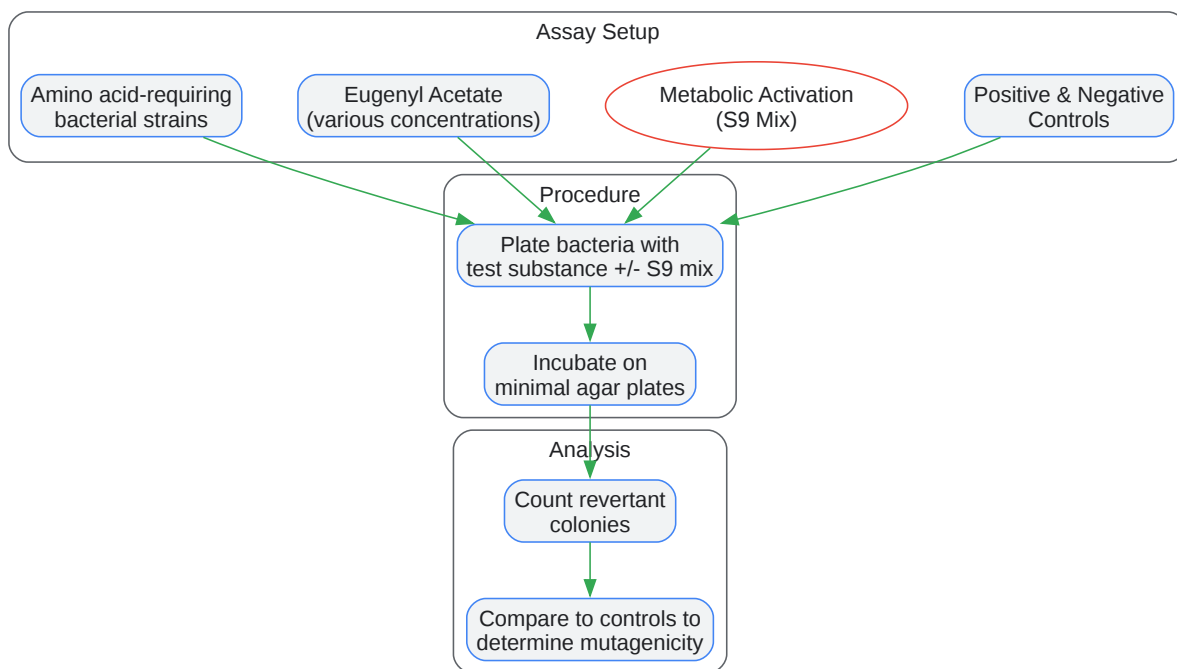 Assay Setup
Amino acid-requiring
bacterial strains
Eugenyl Acetate
(various concentrations)
Metabolic Activation
(S9 Mix)
Positive & Negative
Controls
Procedure
Plate bacteria with
test substance +/- S9 mix
Incubate on
minimal agar plates
Analysis
Count revertant
colonies
Compare to controls to
determine mutagenicity